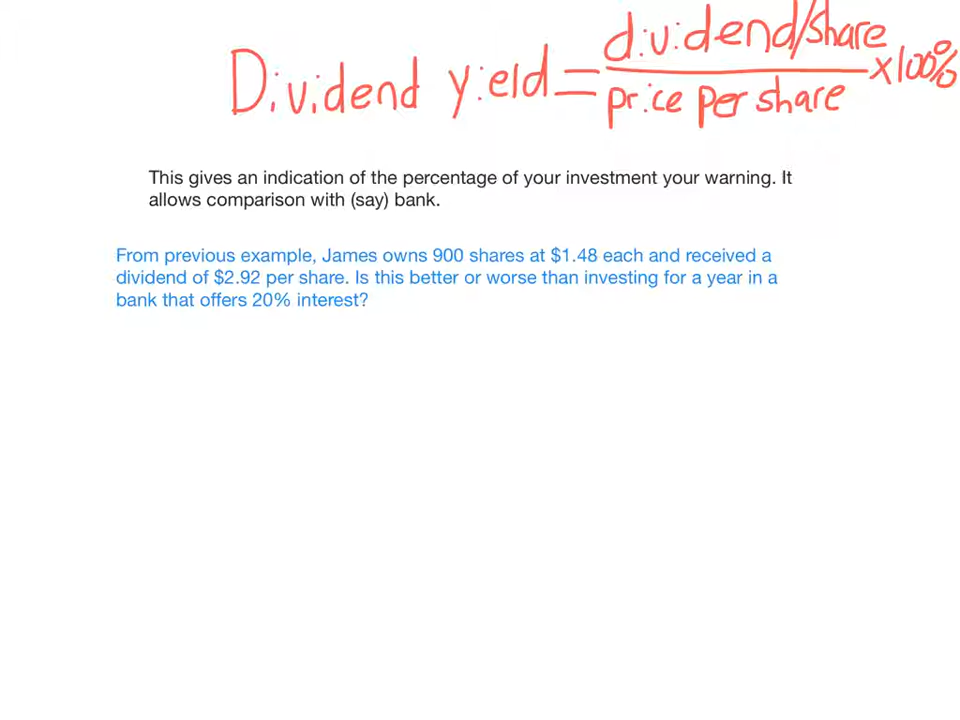 Dividend yield = dividend/share
price per share
x100%
This gives an indication of the percentage of your investment your warning. It
allows comparison with (say) bank.
From previous example, James owns 900 shares at $1.48 each and received a
dividend of $2.92 per share. Is this better or worse than investing for a year in a
bank that offers 20% interest?